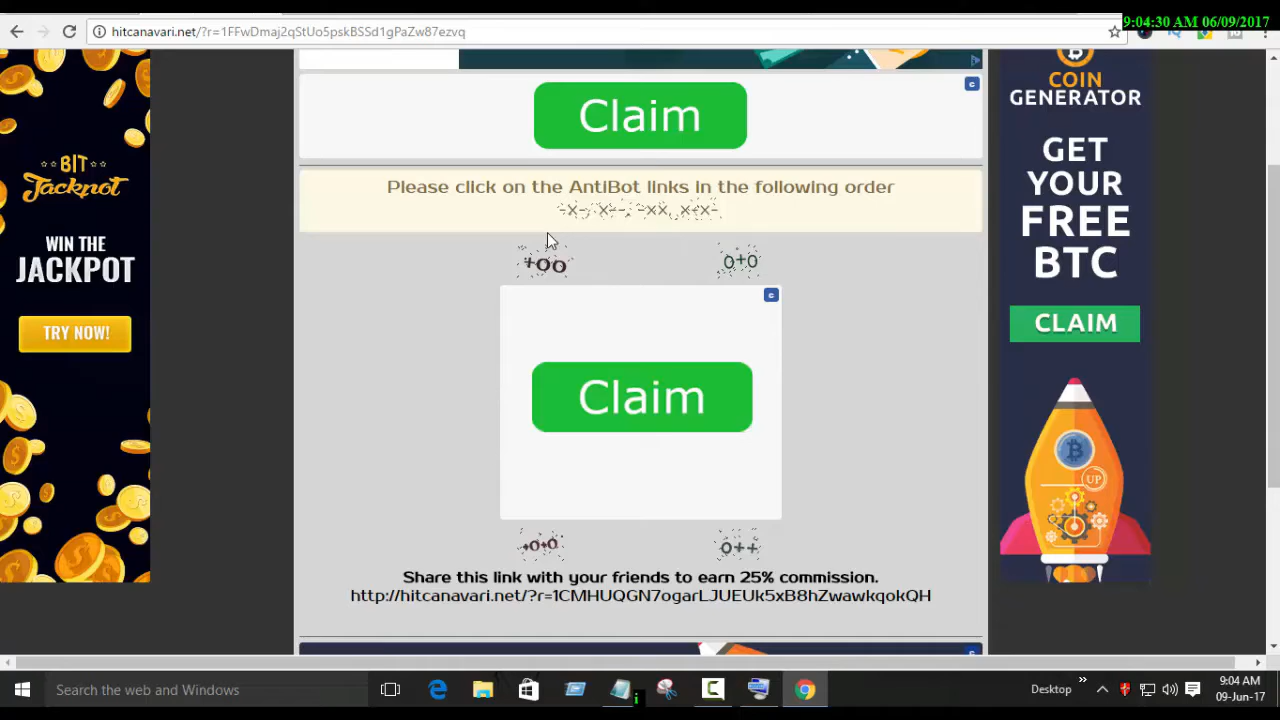 9:04:30 AM 06/09/2017
hitcanavari.net/?r=1FFwDmaj2qStUo5pskBSSd1gPaZw87ezvq
BIT
Jackpot
WIN THE
JACKPOT
TRY NOW!
Claim
Please click on the AntiBot links in the following order
-x-, x--, -xx, x-x-
+oo
o+o
Claim
+o+o
o++
Share this link with your friends to earn 25% commission.
http://hitcanavari.net/?r=1CMHUQGN7ogarLJUEUk5xB8hZwawkqokQH
COIN
GENERATOR
GET
YOUR
FREE
BTC
CLAIM
UP
Search the web and Windows
Desktop
9:04 AM
09-Jun-17